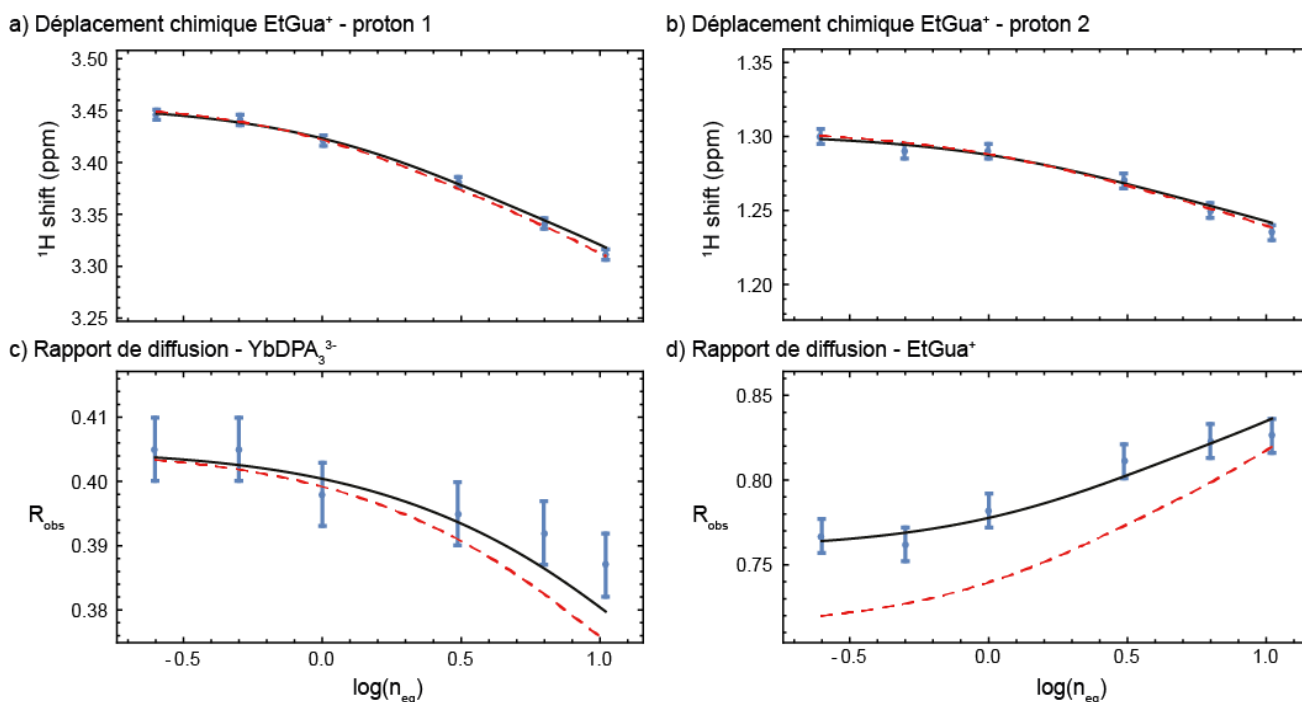 a) Déplacement chimique EtGua⁺ - proton 1
3.50
3.45
3.40
3.35
3.30
3.25
¹H shift (ppm)
b) Déplacement chimique EtGua⁺ - proton 2
1.35
1.30
1.25
1.20
¹H shift (ppm)
c) Rapport de diffusion - YbDPA₃³⁻
0.41
0.40
0.39
0.38
R_obs
-0.5 0.0 0.5 1.0
log(n_eq)
d) Rapport de diffusion - EtGua⁺
0.85
0.80
0.75
R_obs
-0.5 0.0 0.5 1.0
log(n_eq)